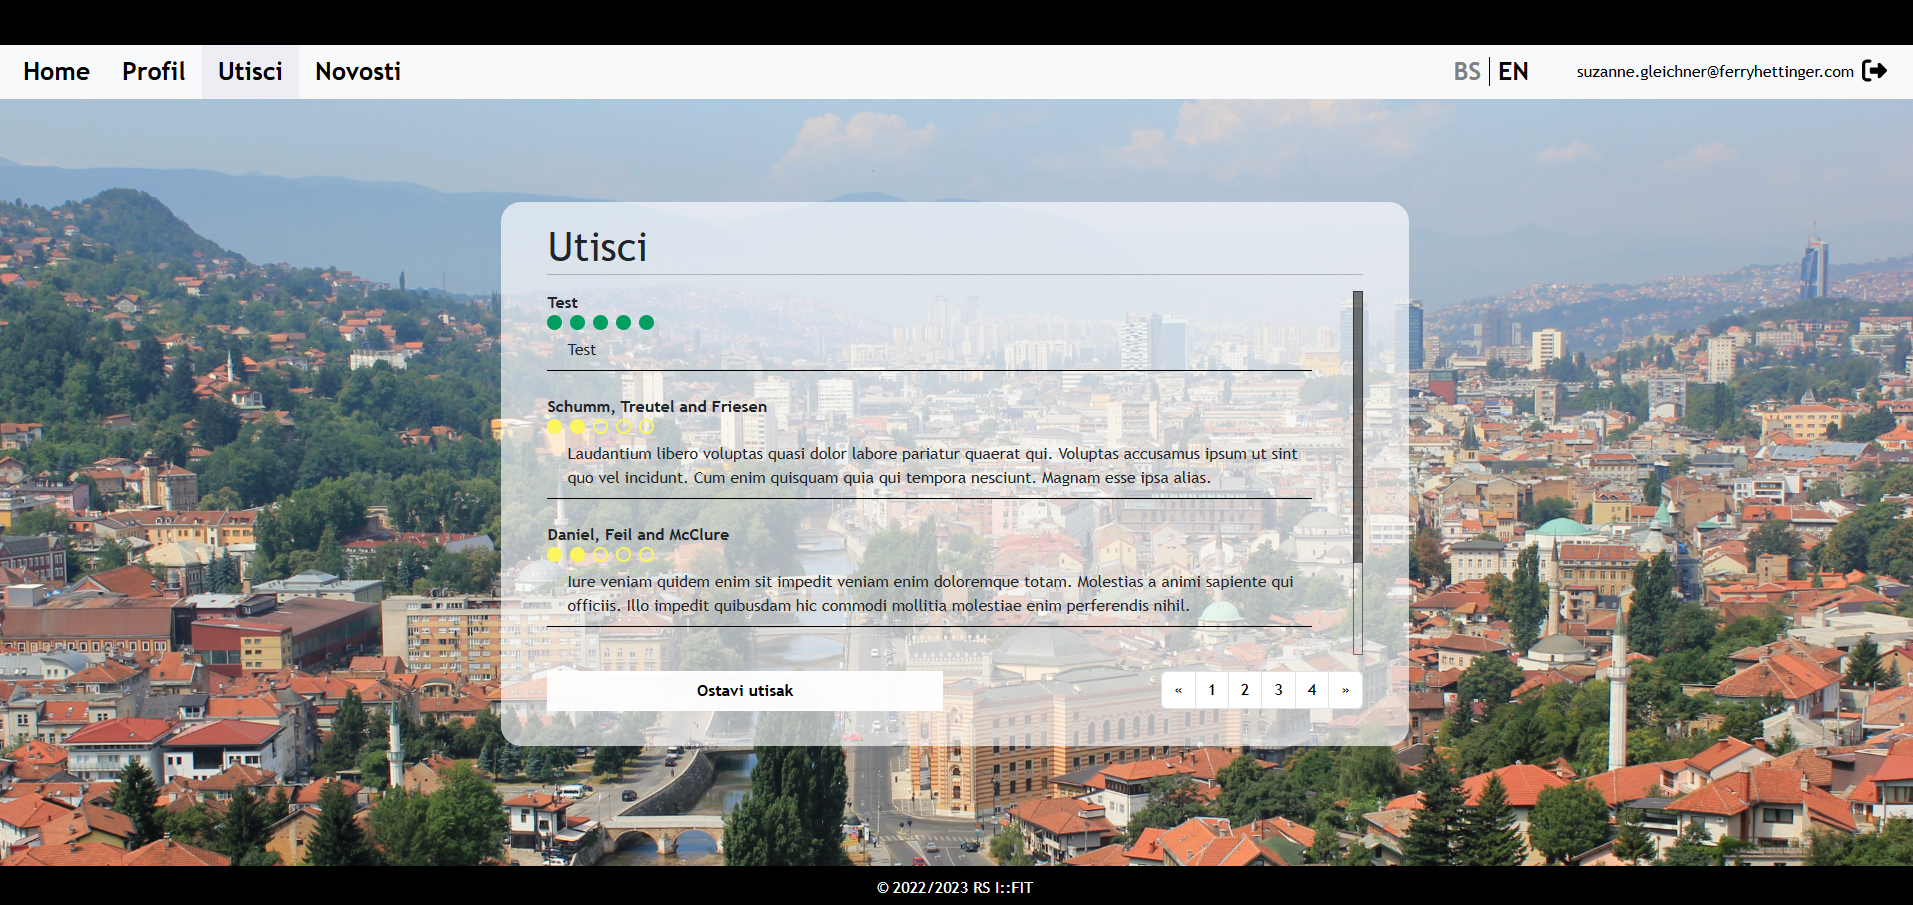 Home Profil Utisci Novosti BS EN suzanne.gleichner@ferryhettinger.com
Utisci
Test
Test
Schumm, Treutel and Friesen
Laudantium libero voluptas quasi dolor labore pariatur quaerat qui. Voluptas accusamus ipsum ut sint
quo vel incidunt. Cum enim quisquam quia qui tempora nesciunt. Magnam esse ipsa alias.
Daniel, Feil and McClure
Iure veniam quidem enim sit impedit veniam enim doloremque totam. Molestias a animi sapiente qui
officiis. Illo impedit quibusdam hic commodi mollitia molestiae enim perferendis nihil.
Ostavi utisak « 1 2 3 4 »
© 2022/2023 RS I::FIT